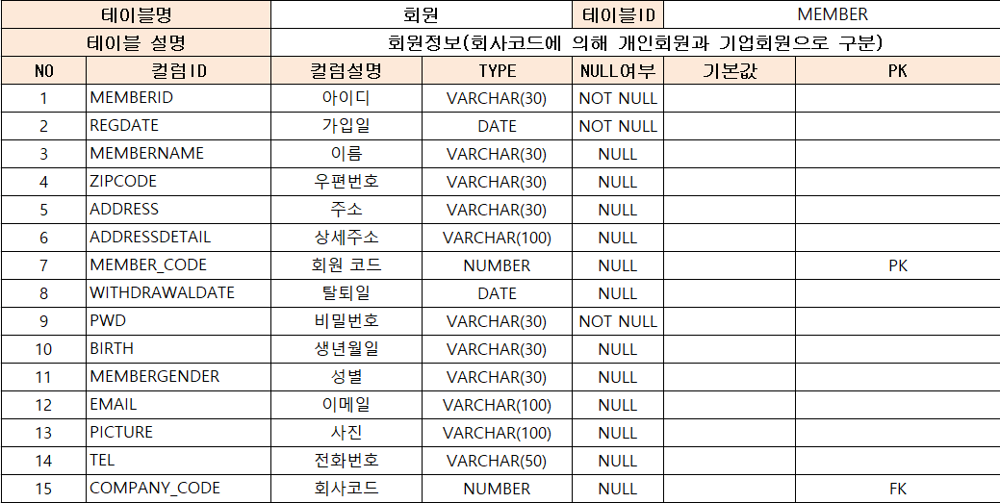 테이블명 회원 테이블ID MEMBER
테이블 설명 회원정보(회사코드에 의해 개인회원과 기업회원으로 구분)
NO 컬럼ID 컬럼설명 TYPE NULL여부 기본값 PK
1 MEMBERID 아이디 VARCHAR(30) NOT NULL
2 REGDATE 가입일 DATE NOT NULL
3 MEMBERNAME 이름 VARCHAR(30) NULL
4 ZIPCODE 우편번호 VARCHAR(30) NULL
5 ADDRESS 주소 VARCHAR(30) NULL
6 ADDRESSDETAIL 상세주소 VARCHAR(100) NULL
7 MEMBER_CODE 회원 코드 NUMBER NULL PK
8 WITHDRAWALDATE 탈퇴일 DATE NULL
9 PWD 비밀번호 VARCHAR(30) NOT NULL
10 BIRTH 생년월일 VARCHAR(30) NULL
11 MEMBERGENDER 성별 VARCHAR(30) NULL
12 EMAIL 이메일 VARCHAR(100) NULL
13 PICTURE 사진 VARCHAR(100) NULL
14 TEL 전화번호 VARCHAR(50) NULL
15 COMPANY_CODE 회사코드 NUMBER NULL FK